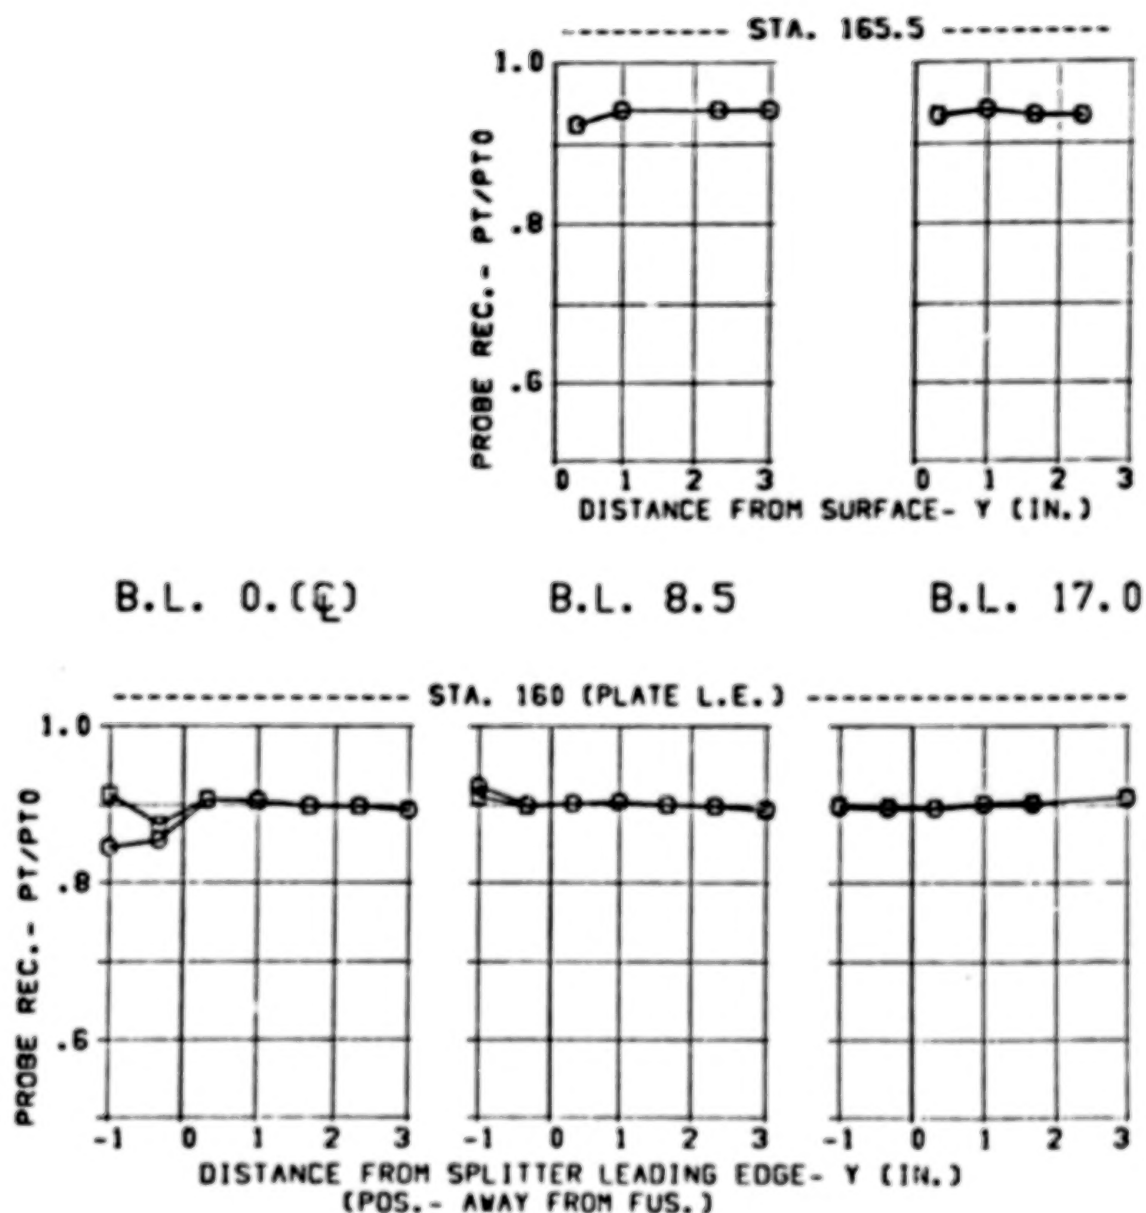 STA. 165.5
1.0
.8
.6
PROBE REC.- PT/PTO
0 1 2 3
0 1 2 3
DISTANCE FROM SURFACE- Y (IN.)
B.L. 0.(℄)
B.L. 8.5
B.L. 17.0
STA. 160 (PLATE L.E.)
1.0
.8
.6
PROBE REC.- PT/PTO
-1 0 1 2 3
-1 0 1 2 3
-1 0 1 2 3
DISTANCE FROM SPLITTER LEADING EDGE- Y (IN.)
(POS.- AWAY FROM FUS.)